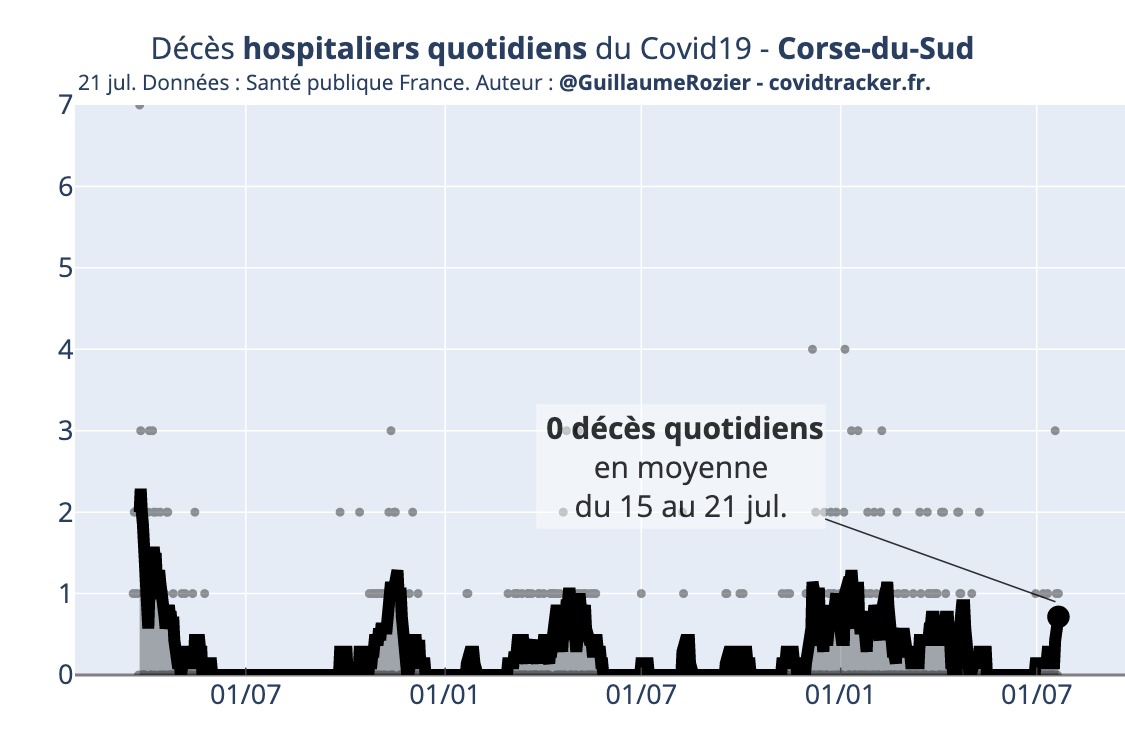 Décès hospitaliers quotidiens du Covid19 - Corse-du-Sud
21 jul. Données : Santé publique France. Auteur : @GuillaumeRozier - covidtracker.fr.
7
6
5
4
3
2
1
0
0 décès quotidiens
en moyenne
du 15 au 21 jul.
01/07 01/01 01/07 01/01 01/07